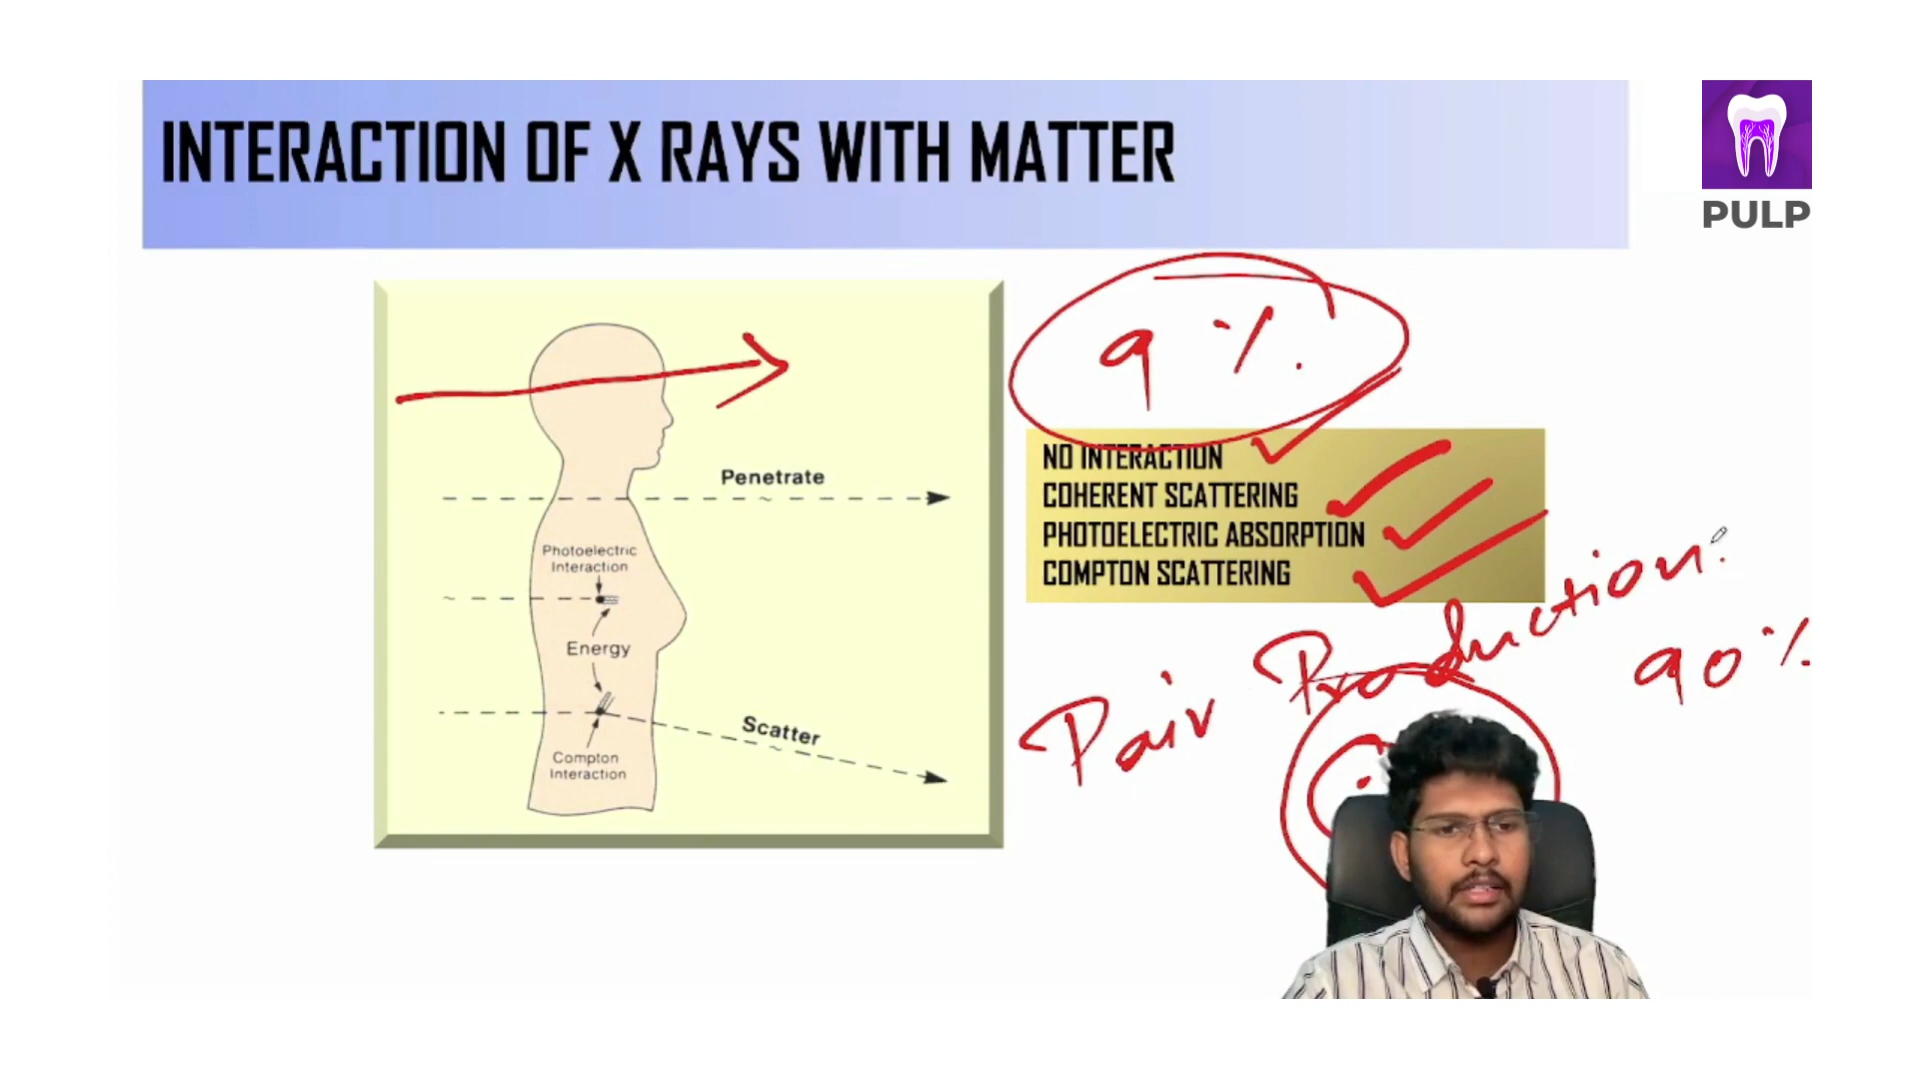 INTERACTION OF X RAYS WITH MATTER
PULP
9 %.
NO INTERACTION
COHERENT SCATTERING
PHOTOELECTRIC ABSORPTION
COMPTON SCATTERING
Penetrate
Photoelectric
Interaction
Energy
Scatter
Compton
Interaction
Pair Production:
90 %